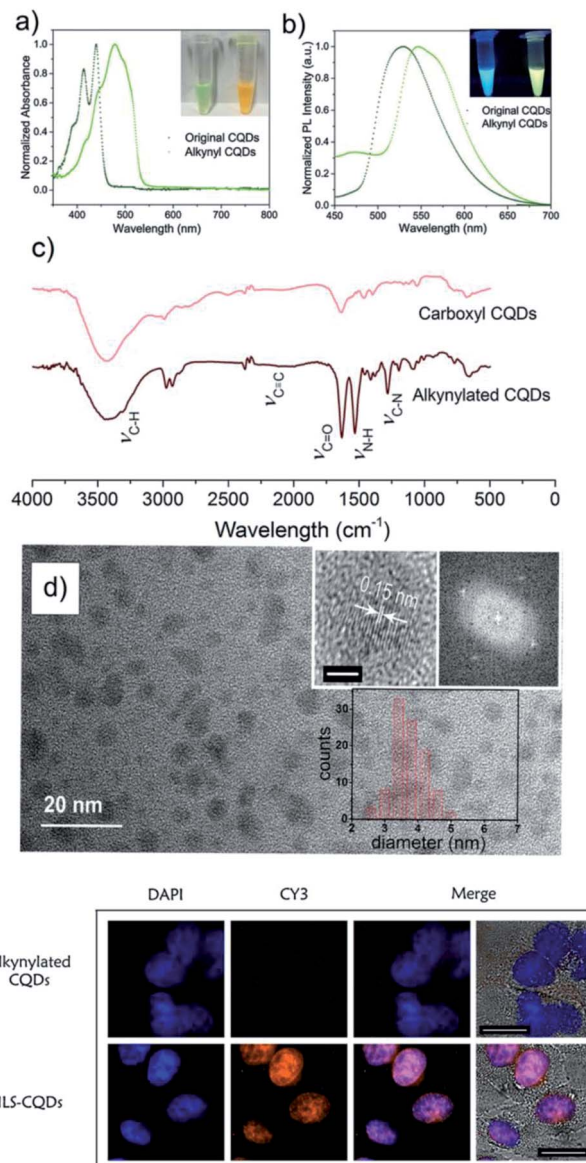 a)
Normalized Absorbance
1.0
0.8
0.6
0.4
0.2
0.0
Original CQDs
Alkynyl CQDs
400 500 600 700 800
Wavelength (nm)
b)
Normalized PL Intensity (a.u.)
1.0
0.8
0.6
0.4
0.2
0.0
Original CQDs
Alkynyl CQDs
450 500 550 600 650 700
Wavelength (nm)
c)
Carboxyl CQDs
Alkynylated CQDs
νC-H
νC≡C
νC=O
νN-H
νC-N
4000 3500 3000 2500 2000 1500 1000 500 0
Wavelength (cm-1)
d)
0.15 nm
20 nm
counts
30
20
10
0
2 3 4 5 6 7
diameter (nm)
DAPI CY3 Merge
lkynylated
CQDs
ILS-CQDs